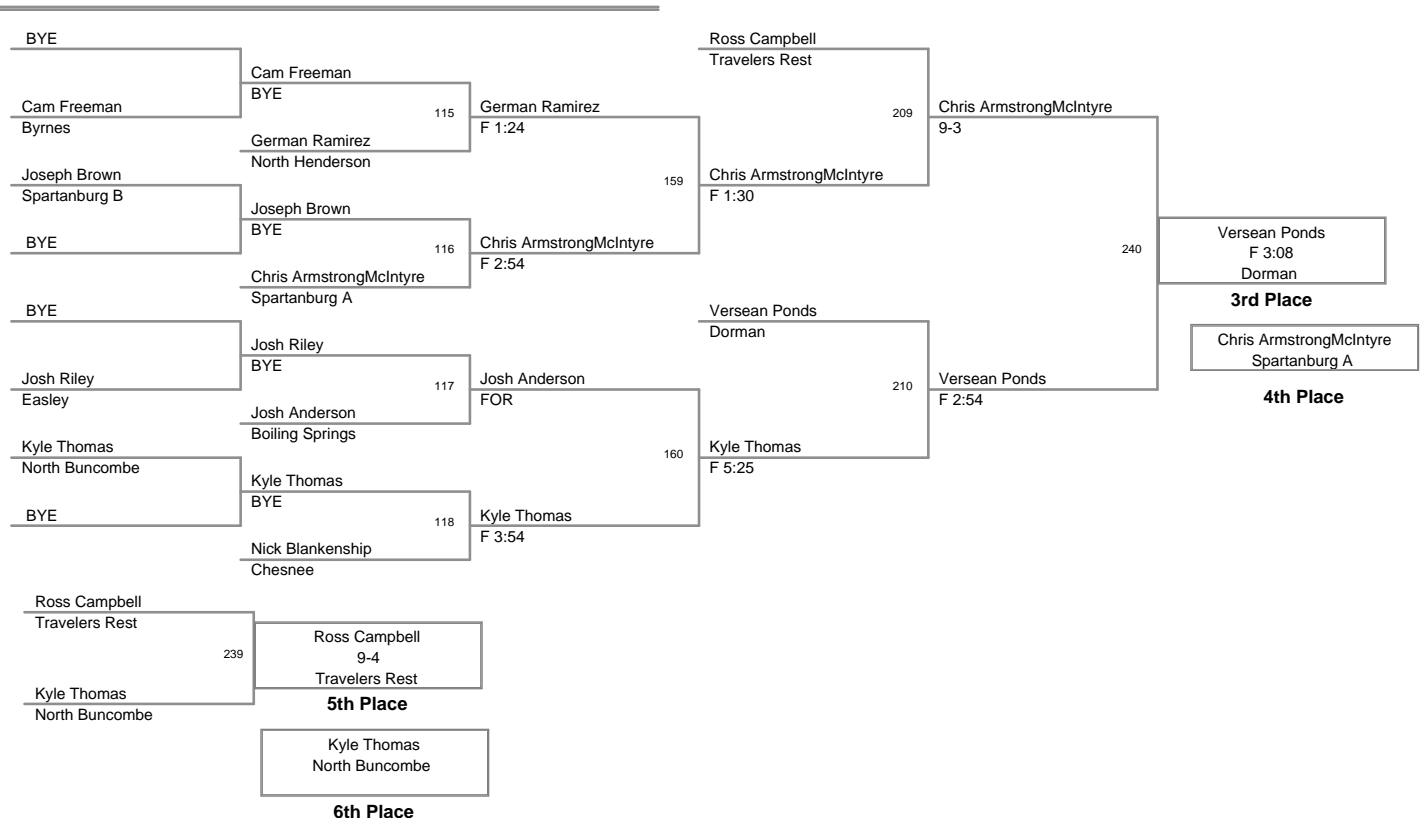 BYE
Cam Freeman
Byrnes
Joseph Brown
Spartanburg B
BYE
BYE
Josh Riley
Easley
Kyle Thomas
North Buncombe
BYE
Cam Freeman
BYE
115
German Ramirez
North Henderson
Joseph Brown
BYE
116
Chris ArmstrongMcIntyre
Spartanburg A
Josh Riley
BYE
117
Josh Anderson
Boiling Springs
Kyle Thomas
BYE
118
Nick Blankenship
Chesnee
German Ramirez
F 1:24
159
Chris ArmstrongMcIntyre
F 2:54
Josh Anderson
FOR
160
Kyle Thomas
F 3:54
Ross Campbell
Travelers Rest
209
Chris ArmstrongMcIntyre
F 1:30
Versean Ponds
Dorman
210
Kyle Thomas
F 5:25
Chris ArmstrongMcIntyre
9-3
240
Versean Ponds
F 2:54
Versean Ponds
F 3:08
Dorman
3rd Place
Chris ArmstrongMcIntyre
Spartanburg A
4th Place
Ross Campbell
Travelers Rest
239
Kyle Thomas
North Buncombe
Ross Campbell
9-4
Travelers Rest
5th Place
Kyle Thomas
North Buncombe
6th Place